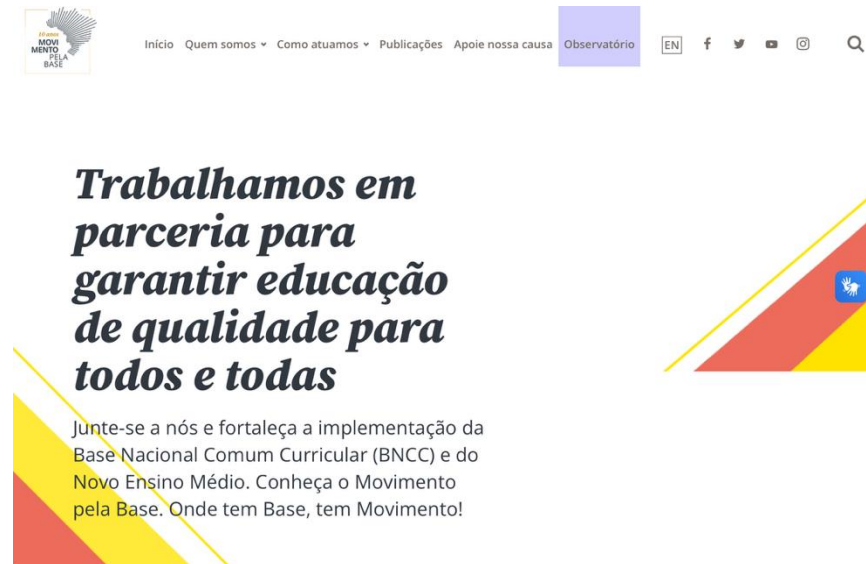 10 anos
MOVI
MENTO
PELA
BASE
Início Quem somos Como atuamos Publicações Apoie nossa causa Observatório EN
Trabalhamos em
parceria para
garantir educação
de qualidade para
todos e todas
Junte-se a nós e fortaleça a implementação da
Base Nacional Comum Curricular (BNCC) e do
Novo Ensino Médio. Conheça o Movimento
pela Base. Onde tem Base, tem Movimento!